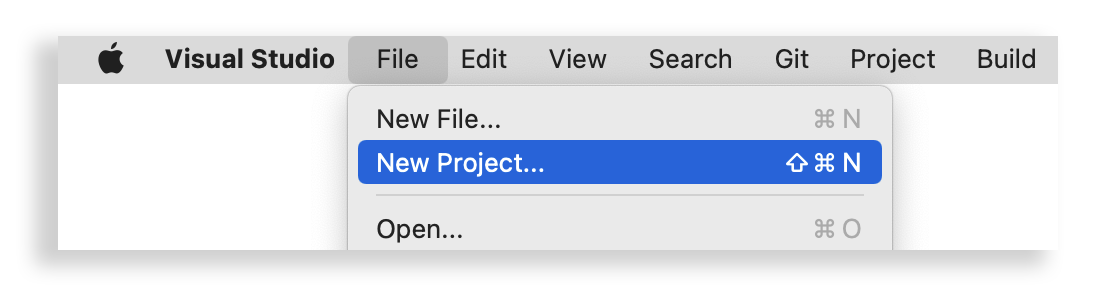 Visual Studio File Edit View Search Git Project Build
New File... ⌘ N
New Project... ⇧ ⌘ N
Open... ⌘ O